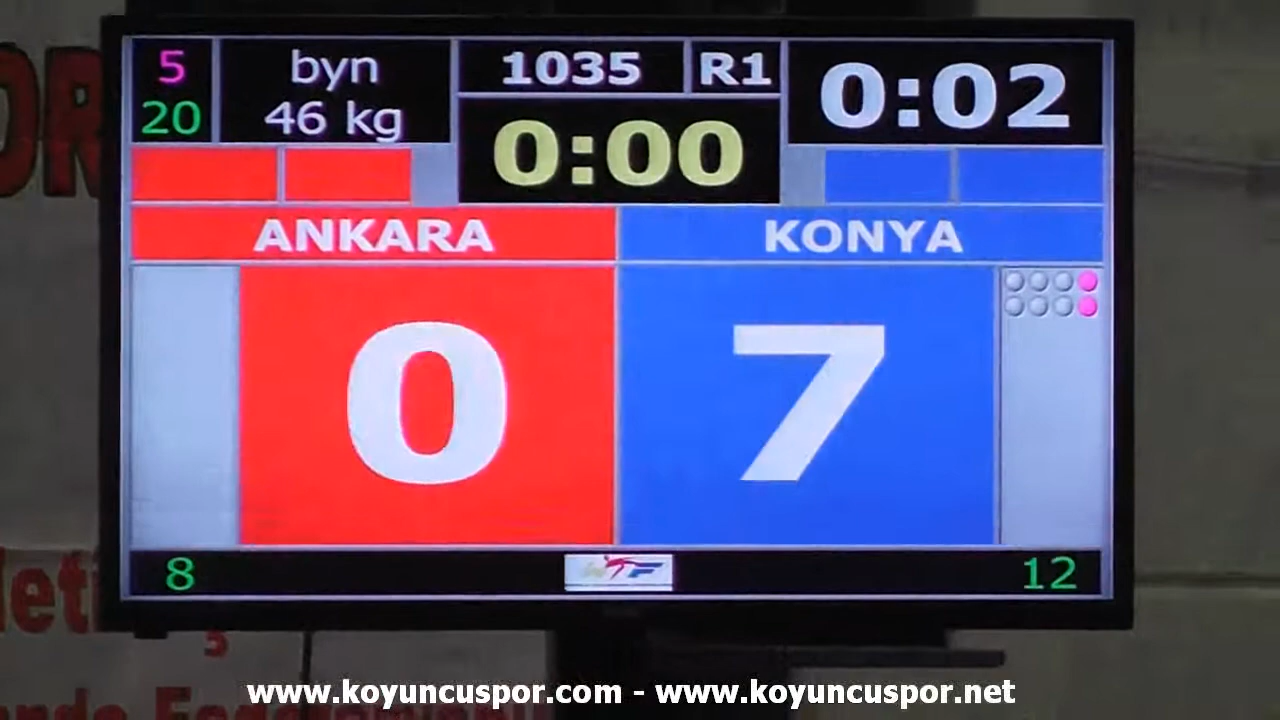 5 byn 1035 R1 0:02
20 46 kg 0:00
ANKARA KONYA
0 7
8 WTF 12
www.koyuncuspor.com - www.koyuncuspor.net